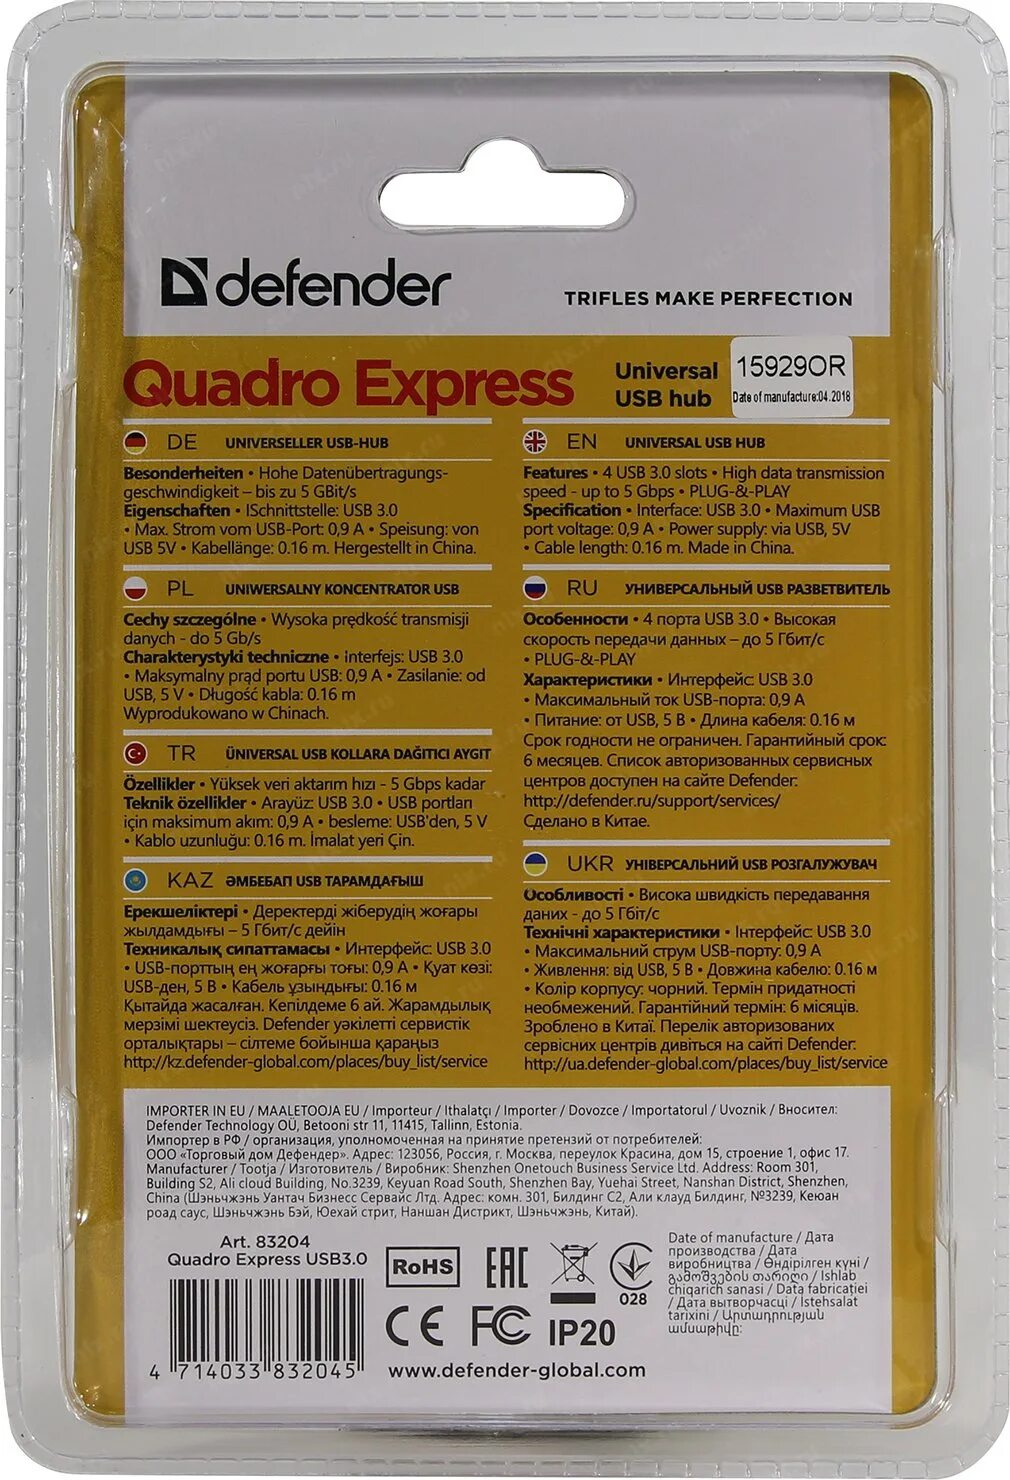 defender
TRIFLES MAKE PERFECTION
Quadro Express
Universal
USB hub
15929OR
Date of manufacture:04.2018
DE UNIVERSELLER USB-HUB
Besonderheiten • Hohe Datenübertragungs-
geschwindigkeit – bis zu 5 GBit/s
Eigenschaften • ISchnittstelle: USB 3.0
• Max. Strom vom USB-Port: 0,9 A • Speisung: von
USB 5V • Kabellänge: 0.16 m. Hergestellt in China.
PL UNIWERSALNY KONCENTRATOR USB
Cechy szczególne • Wysoka prędkość transmisji
danych - do 5 Gb/s
Charakterystyki techniczne • interfejs: USB 3.0
• Maksymalny prąd portu USB: 0,9 A • Zasilanie: od
USB, 5 V • Długość kabla: 0.16 m
Wyprodukowano w Chinach.
TR ÜNIVERSAL USB KOLLARA DAĞITICI AYGIT
Özellikler • Yüksek veri aktarım hızı - 5 Gbps kadar
Teknik özellikler • Arayüz: USB 3.0 • USB portları
için maksimum akım: 0,9 A • besleme: USB'den, 5 V
• Kablo uzunluğu: 0.16 m. İmalat yeri Çin.
KAZ ӘМБЕБАП USB ТАРАМДАҒЫШ
Ерекшеліктері • Деректерді жіберудің жоғары
жылдамдығы – 5 Гбит/с дейін
Техникалық сипаттамасы • Интерфейс: USB 3.0
• USB-порттың ең жоғарғы тоғы: 0,9 А • Қуат көзі:
USB-ден, 5 В • Кабель ұзындығы: 0.16 м
Қытайда жасалған. Кепілдеме 6 ай. Жарамдылық
мерзімі шектеусіз. Defender уәкілетті сервистік
орталықтары – сілтеме бойынша қараңыз
http://kz.defender-global.com/places/buy_list/service
EN UNIVERSAL USB HUB
Features • 4 USB 3.0 slots • High data transmission
speed - up to 5 Gbps • PLUG-&-PLAY
Specification • Interface: USB 3.0 • Maximum USB
port voltage: 0,9 A • Power supply: via USB, 5V
• Cable length: 0.16 m. Made in China.
RU УНИВЕРСАЛЬНЫЙ USB РАЗВЕТВИТЕЛЬ
Особенности • 4 порта USB 3.0 • Высокая
скорость передачи данных – до 5 Гбит/с
• PLUG-&-PLAY
Характеристики • Интерфейс: USB 3.0
• Максимальный ток USB-порта: 0,9 А
• Питание: от USB, 5 В • Длина кабеля: 0.16 м
Срок годности не ограничен. Гарантийный срок:
6 месяцев. Список авторизованных сервисных
центров доступен на сайте Defender:
http://defender.ru/support/services/
Сделано в Китае.
UKR УНІВЕРСАЛЬНИЙ USB РОЗГАЛУЖУВАЧ
Особливості • Висока швидкість передавання
даних - до 5 Гбіт/с
Технічні характеристики • Інтерфейс: USB 3.0
• Максимальний струм USB-порту: 0,9 А
• Живлення: від USB, 5 В • Довжина кабелю: 0.16 м
• Колір корпусу: чорний. Термін придатності
необмежений. Гарантійний термін: 6 місяців.
Зроблено в Китаї. Перелік авторизованих
сервісних центрів дивіться на сайті Defender:
http://ua.defender-global.com/places/buy_list/service
IMPORTER IN EU / MAALETOOJA EU / Importeur / Ithalatçı / Importer / Dovozce / Importatorul / Uvoznik / Вносител:
Defender Technology OÜ, Betooni str 11, 11415, Tallinn, Estonia.
Импортер в РФ / организация, уполномоченная на принятие претензий от потребителей:
ООО «Торговый дом Дефендер». Адрес: 123056, Россия, г. Москва, переулок Красина, дом 15, строение 1, офис 17.
Manufacturer / Tootja / Изготовитель / Виробник: Shenzhen Onetouch Business Service Ltd. Address: Room 301,
Building S2, Ali cloud Building, No.3239, Keyuan Road South, Shenzhen Bay, Yuehai Street, Nanshan District, Shenzhen,
China (Шэньчжэнь Уантач Бизнесс Сервайс Лтд. Адрес: комн. 301, Билдинг С2, Али клауд Билдинг, №3239, Кеюан
роад саус, Шэньчжэнь Бэй, Юехай стрит, Наншан Дистрикт, Шэньчжэнь, Китай).
Art. 83204
Quadro Express USB3.0
4 714033 832045
RoHS
EAC
028
CE FC IP20
www.defender-global.com
Date of manufacture / Дата
производства / Дата
виробництва / Өндірілген күні /
გამოშვების თარიღი / Ishlab
chiqarich sanasi / Data fabricației
/ Дата вытворчасці / Istehsalat
tarixini / Արտադրության
ամսաթիվը: